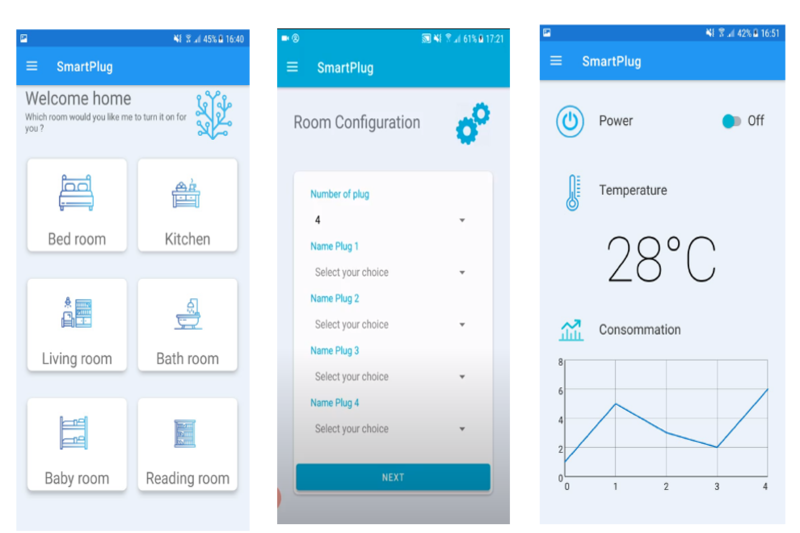 45% 16:40
SmartPlug
Welcome home
Which room would you like me to turn it on for
you ?
Bed room
Kitchen
Living room
Bath room
Baby room
Reading room
61% 17:21
SmartPlug
Room Configuration
Number of plug
4
Name Plug 1
Select your choice
Name Plug 2
Select your choice
Name Plug 3
Select your choice
Name Plug 4
Select your choice
NEXT
42% 16:51
SmartPlug
Power
Off
Temperature
28°C
Consommation
8
6
4
2
0
0 1 2 3 4